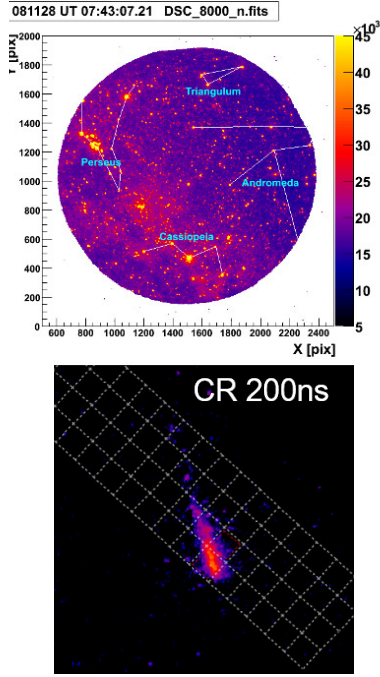 081128 UT 07:43:07.21 DSC_8000_n.fits
×10³
Y [pix]
2000
1800
1600
1400
1200
1000
800
600
400
200
0
45
40
35
30
25
20
15
10
5
Triangulum
Perseus
Andromeda
Cassiopeia
600 800 1000 1200 1400 1600 1800 2000 2200 2400
X [pix]
CR 200ns